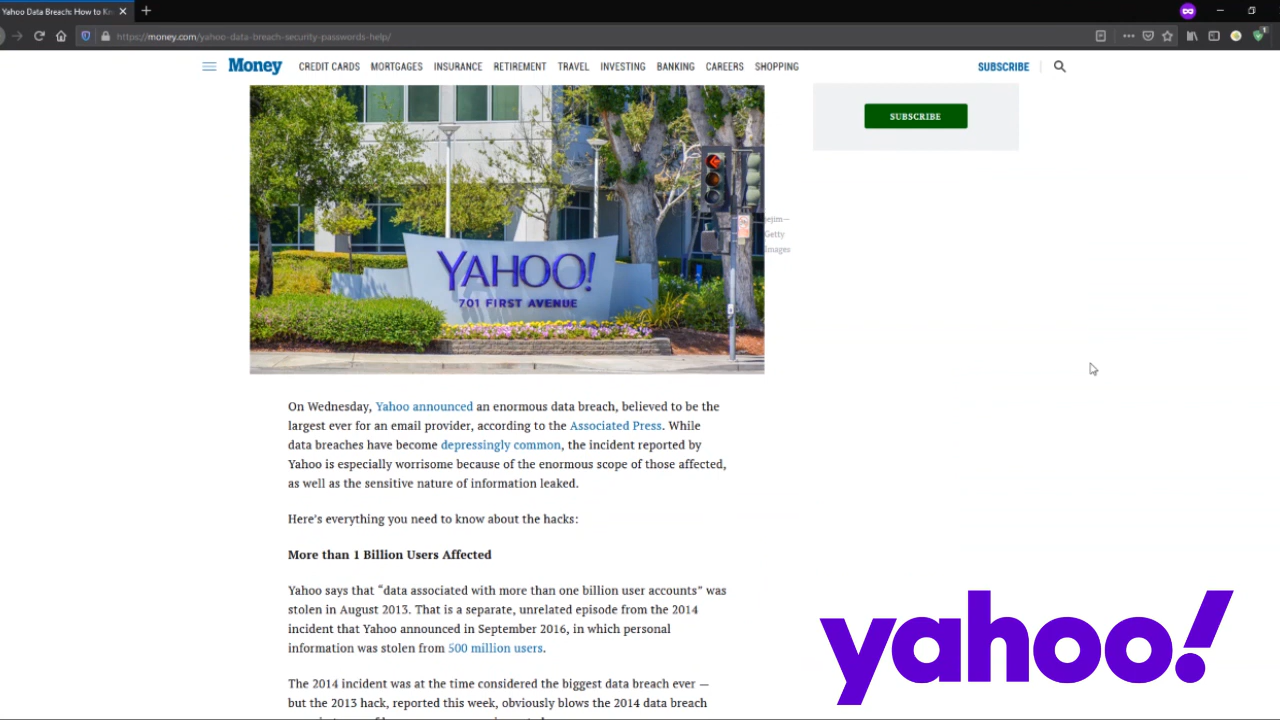 Yahoo Data Breach: How to Ke
https://money.com/yahoo-data-breach-security-passwords-help/
Money CREDIT CARDS MORTGAGES INSURANCE RETIREMENT TRAVEL INVESTING BANKING CAREERS SHOPPING SUBSCRIBE
SUBSCRIBE
YAHOO!
701 FIRST AVENUE
Getty
Images
On Wednesday, Yahoo announced an enormous data breach, believed to be the
largest ever for an email provider, according to the Associated Press. While
data breaches have become depressingly common, the incident reported by
Yahoo is especially worrisome because of the enormous scope of those affected,
as well as the sensitive nature of information leaked.
Here's everything you need to know about the hacks:
More than 1 Billion Users Affected
Yahoo says that “data associated with more than one billion user accounts” was
stolen in August 2013. That is a separate, unrelated episode from the 2014
incident that Yahoo announced in September 2016, in which personal
information was stolen from 500 million users.
The 2014 incident was at the time considered the biggest data breach ever —
but the 2013 hack, reported this week, obviously blows the 2014 data breach
yahoo!